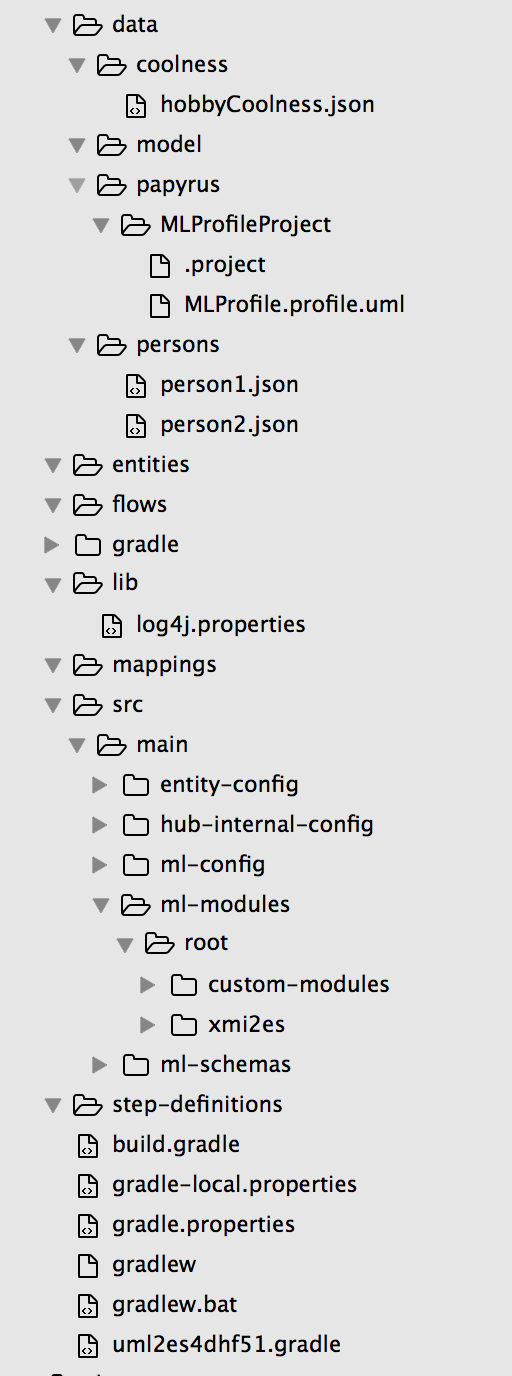 data
coolness
hobbyCoolness.json
model
papyrus
MLProfileProject
.project
MLProfile.profile.uml
persons
person1.json
person2.json
entities
flows
gradle
lib
log4j.properties
mappings
src
main
entity-config
hub-internal-config
ml-config
ml-modules
root
custom-modules
xmi2es
ml-schemas
step-definitions
build.gradle
gradle-local.properties
gradle.properties
gradlew
gradlew.bat
uml2es4dhf51.gradle